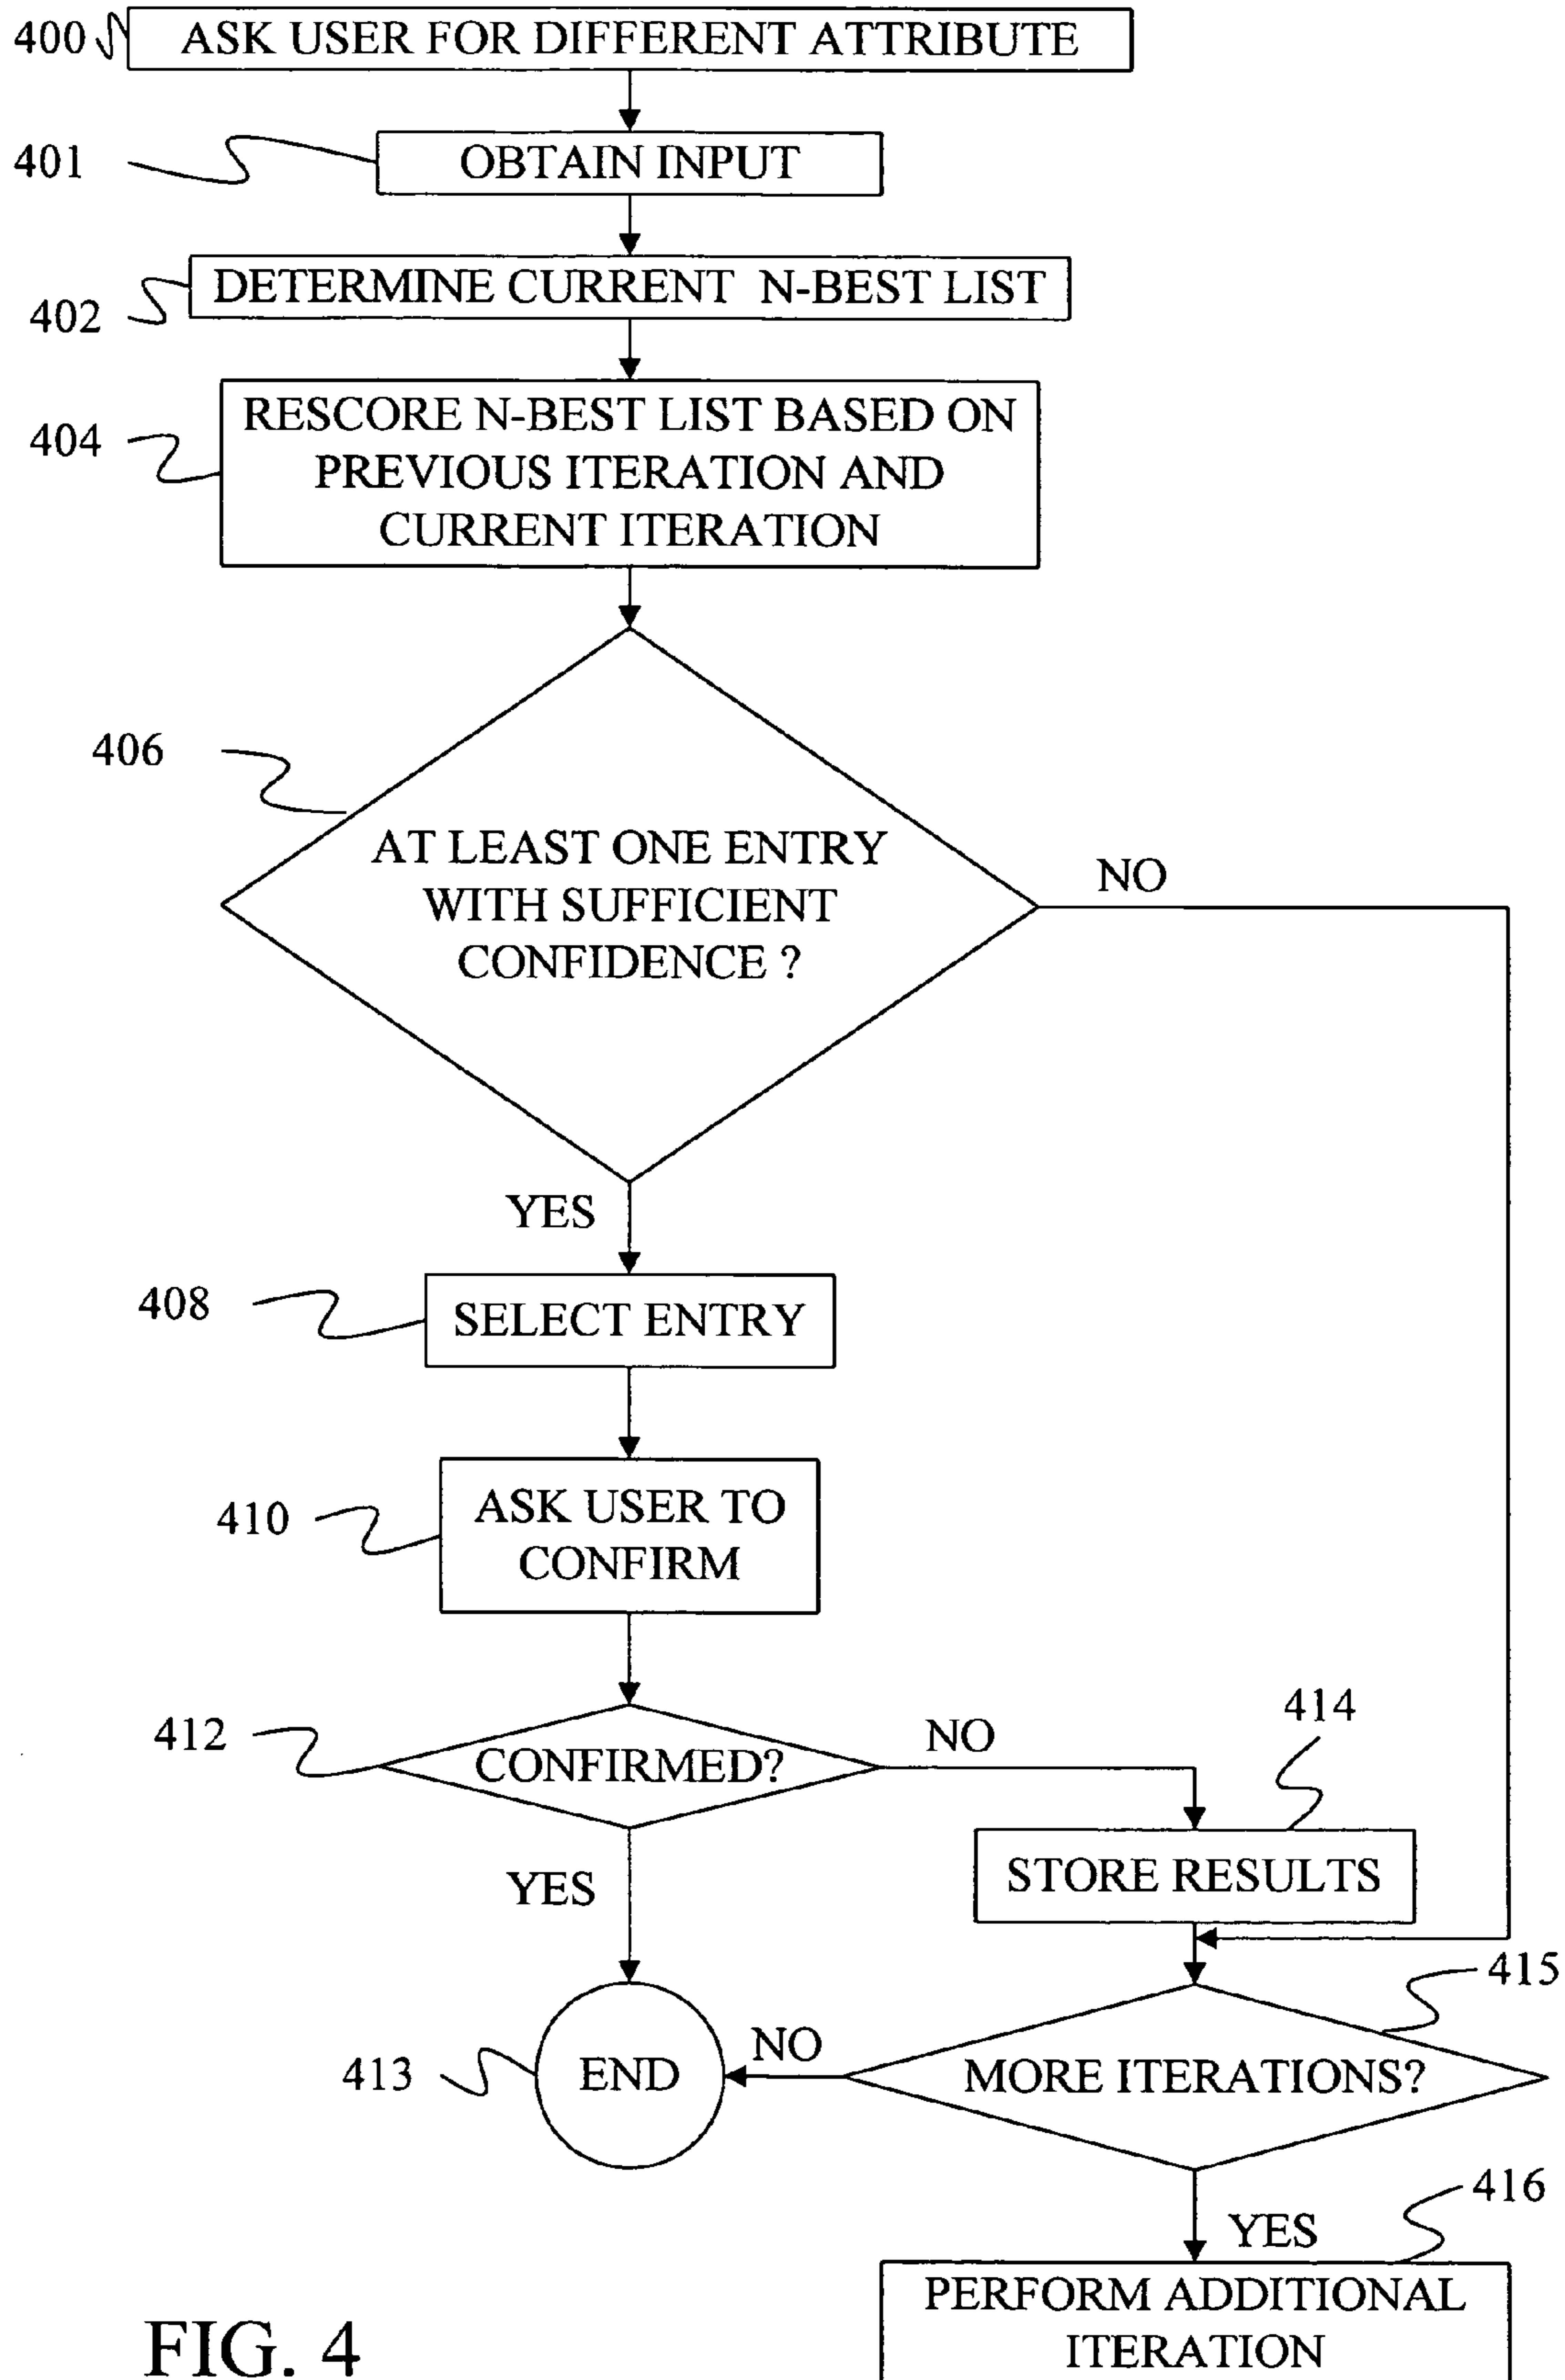 400
ASK USER FOR DIFFERENT ATTRIBUTE
401
OBTAIN INPUT
402
DETERMINE CURRENT N-BEST LIST
404
RESCORE N-BEST LIST BASED ON
PREVIOUS ITERATION AND
CURRENT ITERATION
406
AT LEAST ONE ENTRY
WITH SUFFICIENT
CONFIDENCE ?
NO
YES
408
SELECT ENTRY
410
ASK USER TO
CONFIRM
412
CONFIRMED?
NO
414
STORE RESULTS
YES
415
413
END
NO
MORE ITERATIONS?
416
YES
PERFORM ADDITIONAL
ITERATION
FIG. 4